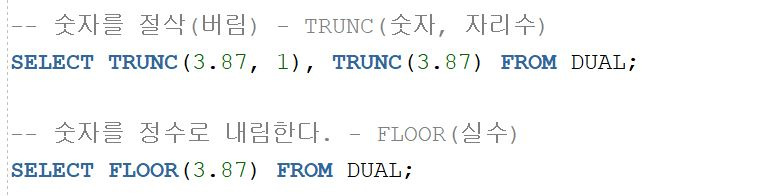 -- 숫자를 절삭(버림) - TRUNC(숫자, 자리수)
SELECT TRUNC(3.87, 1), TRUNC(3.87) FROM DUAL;
-- 숫자를 정수로 내림한다. - FLOOR(실수)
SELECT FLOOR(3.87) FROM DUAL;